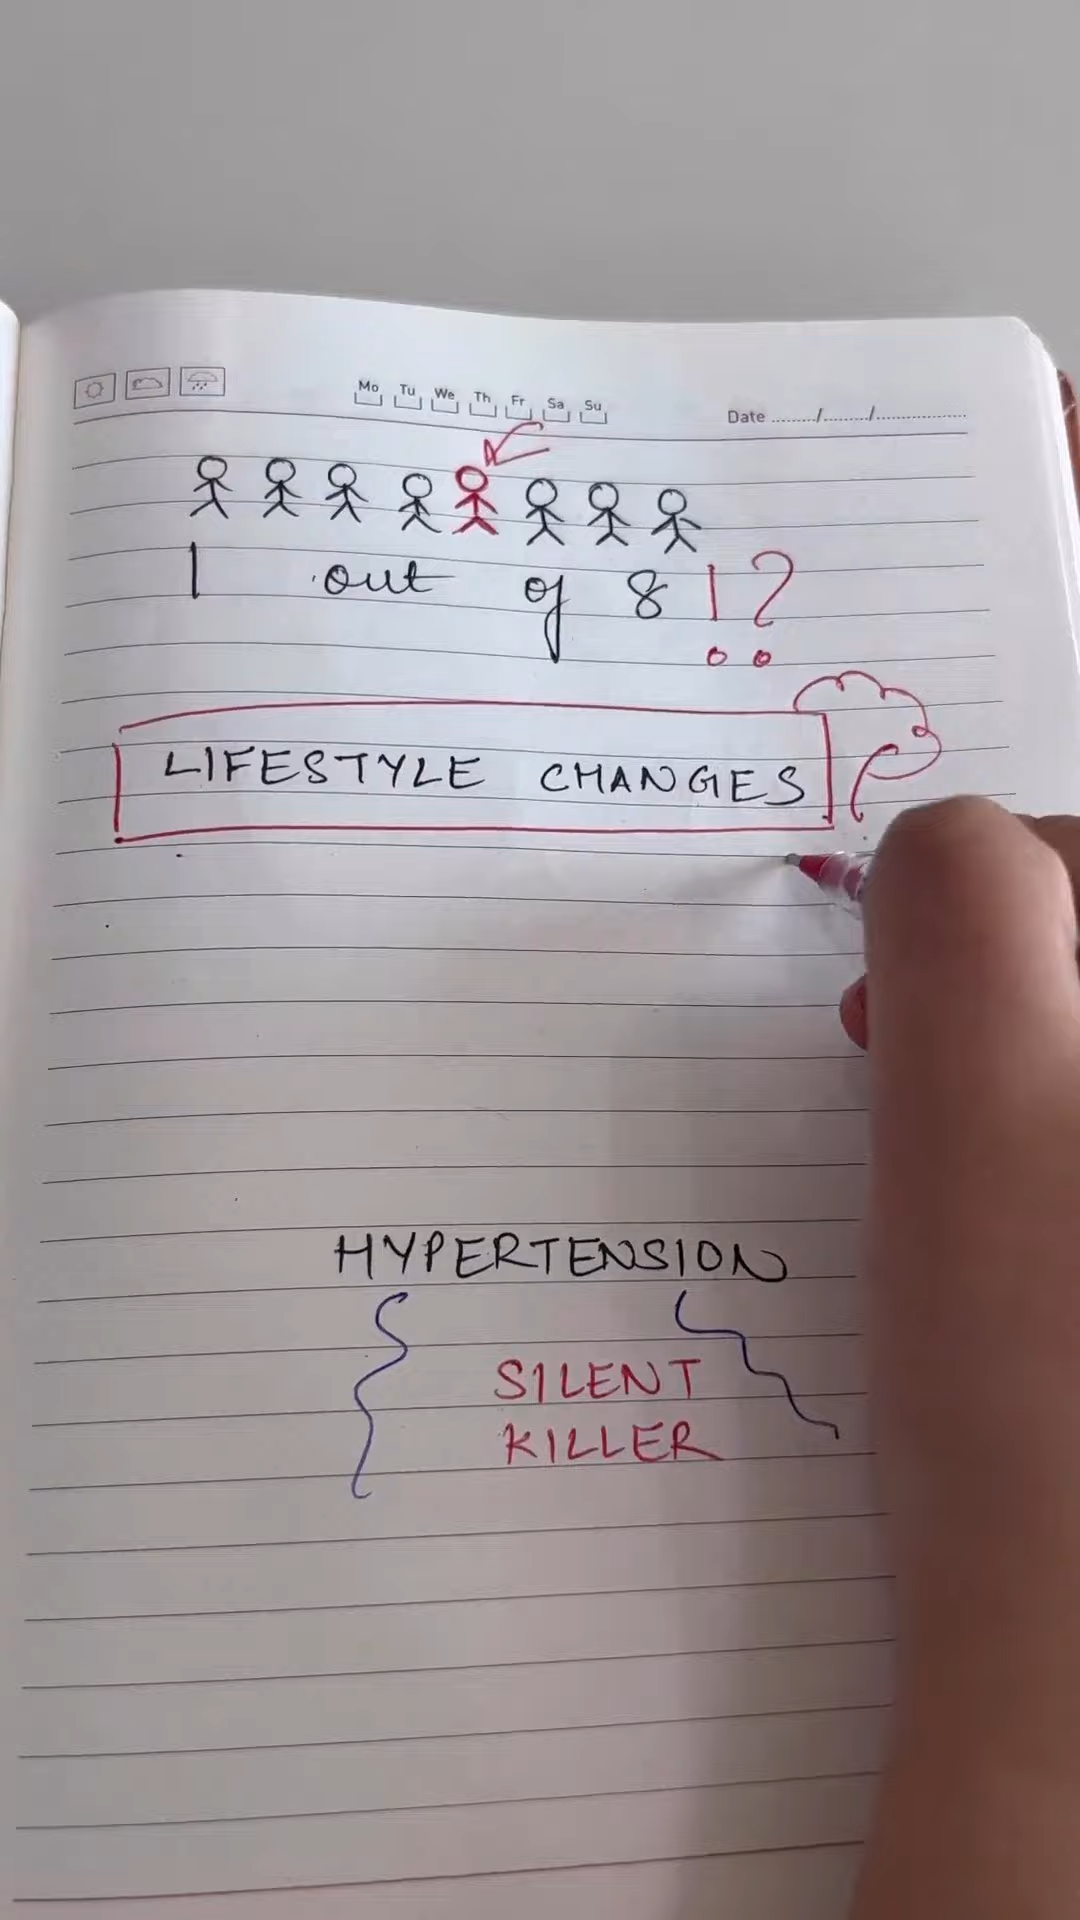 Mo Tu We Th Fr Sa Su
Date ......../......../..................
1 out of 8 !?
LIFESTYLE CHANGES
HYPERTENSION
SILENT
KILLER